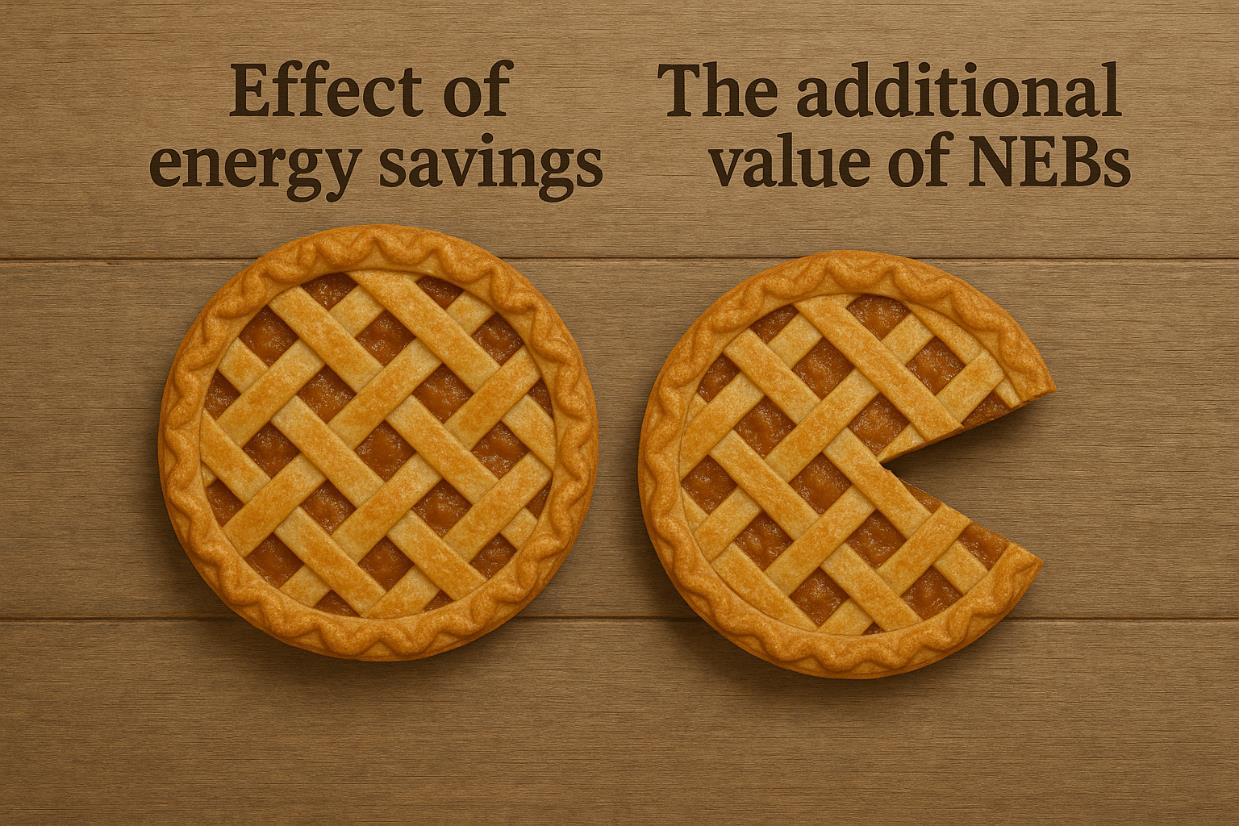 Effect of
energy savings
The additional
value of NEBs